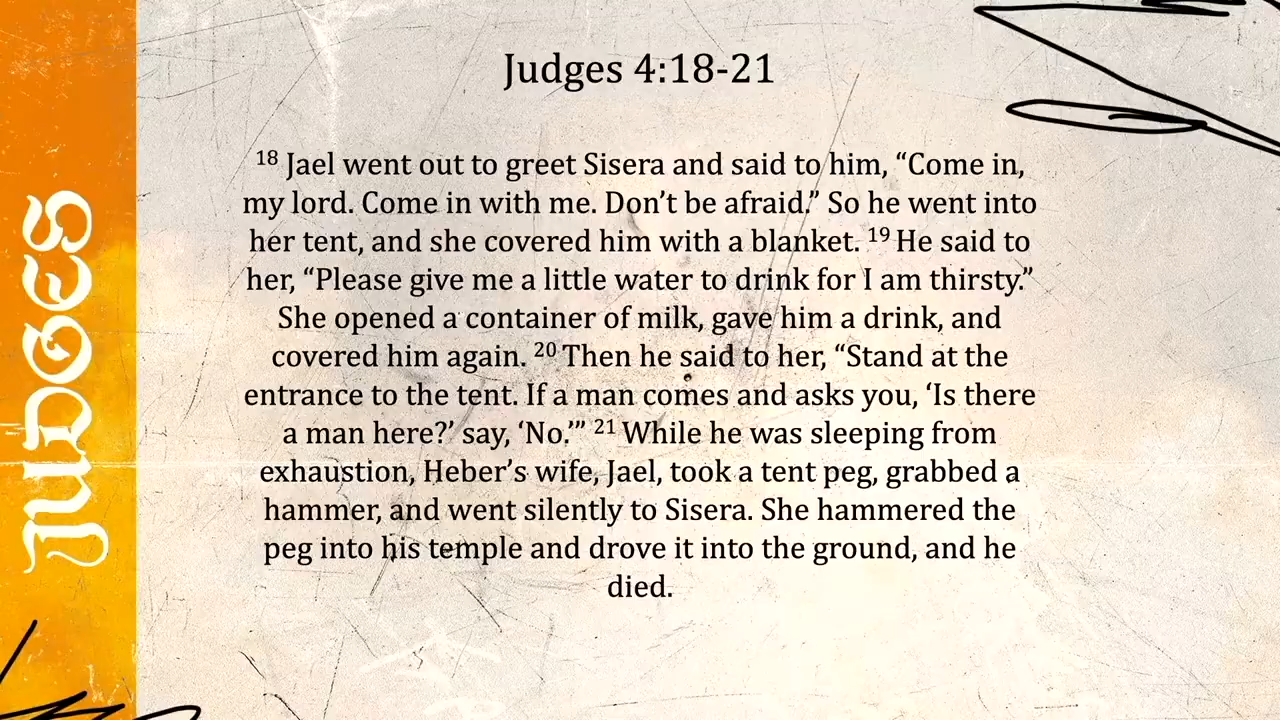 JUDGES
Judges 4:18-21
18 Jael went out to greet Sisera and said to him, “Come in,
my lord. Come in with me. Don’t be afraid.” So he went into
her tent, and she covered him with a blanket. 19 He said to
her, “Please give me a little water to drink for I am thirsty.”
She opened a container of milk, gave him a drink, and
covered him again. 20 Then he said to her, “Stand at the
entrance to the tent. If a man comes and asks you, ‘Is there
a man here?’ say, ‘No.’” 21 While he was sleeping from
exhaustion, Heber’s wife, Jael, took a tent peg, grabbed a
hammer, and went silently to Sisera. She hammered the
peg into his temple and drove it into the ground, and he
died.